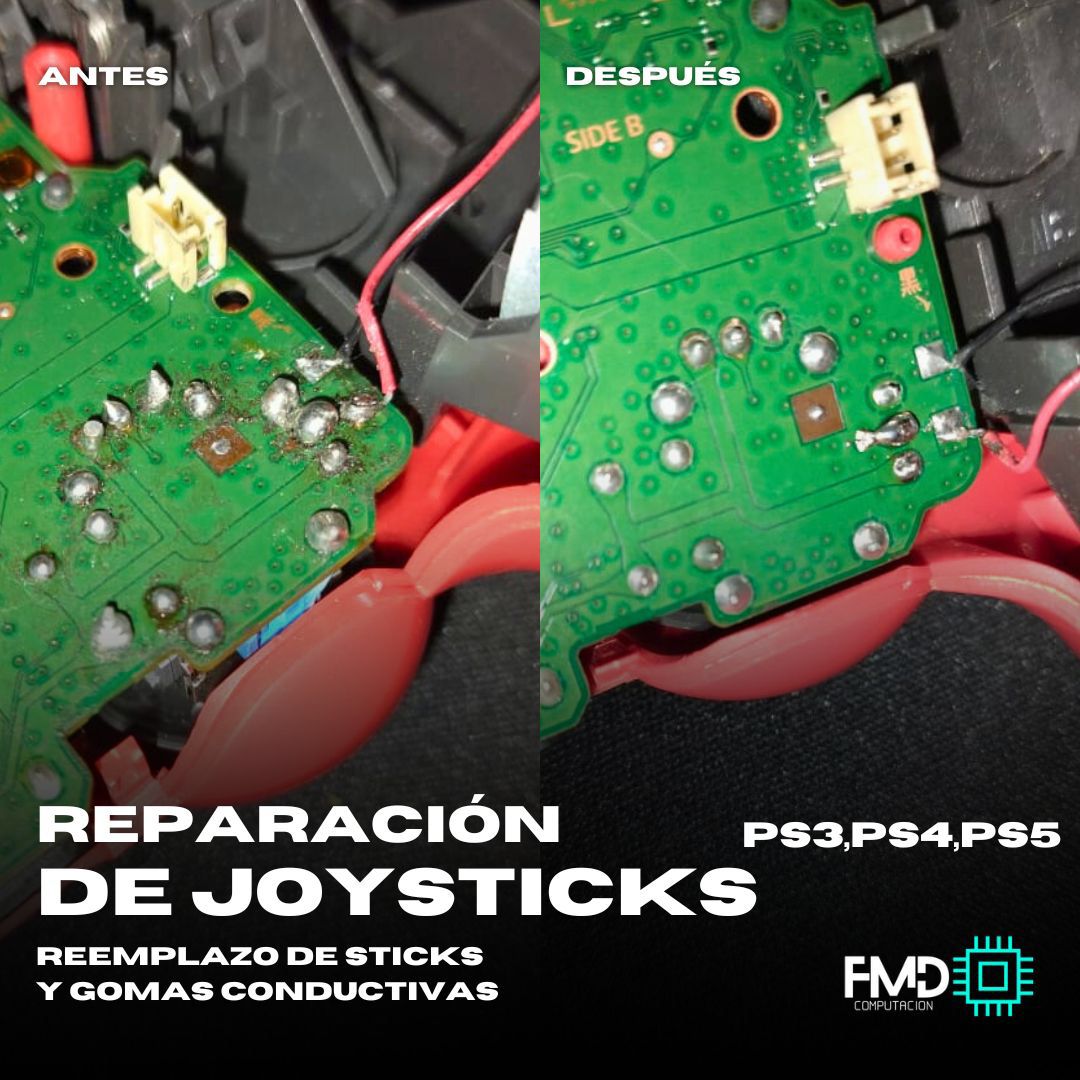 ANTES
DESPUÉS
SIDE B
REPARACIÓN
DE JOYSTICKS
PS3,PS4,PS5
REEMPLAZO DE STICKS
Y GOMAS CONDUCTIVAS
FMD
COMPUTACION